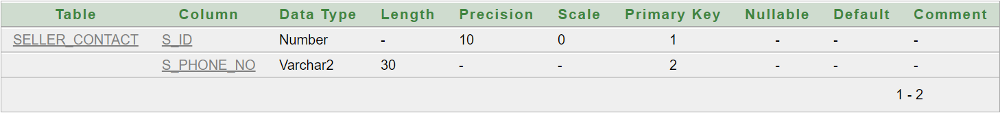 Table Column Data Type Length Precision Scale Primary Key Nullable Default Comment
SELLER_CONTACT S_ID Number - 10 0 1 - - -
S_PHONE_NO Varchar2 30 - - 2 - - -
1 - 2